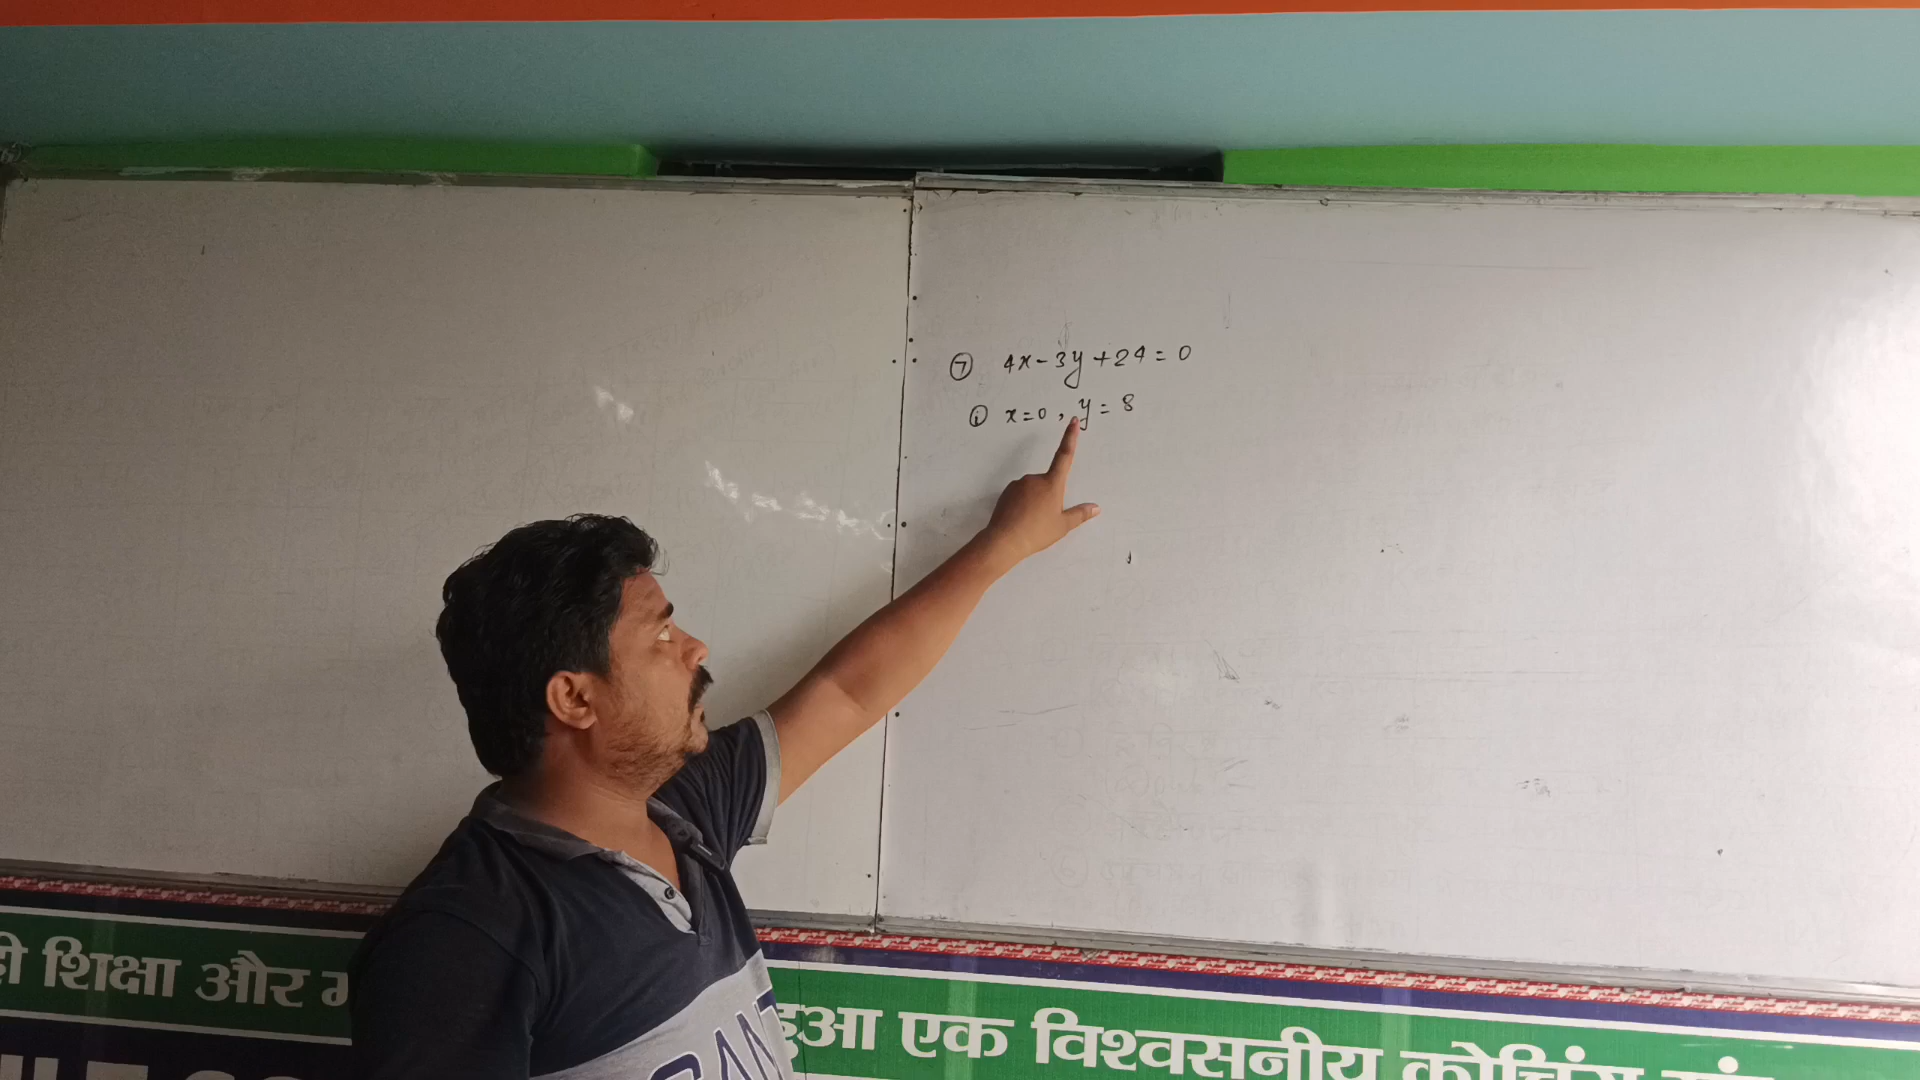 ⑦ 4x-3y+24=0
ⓘ x=0, y=8
शिक्षा और
हुआ एक विश्वसनीय कोचिंग